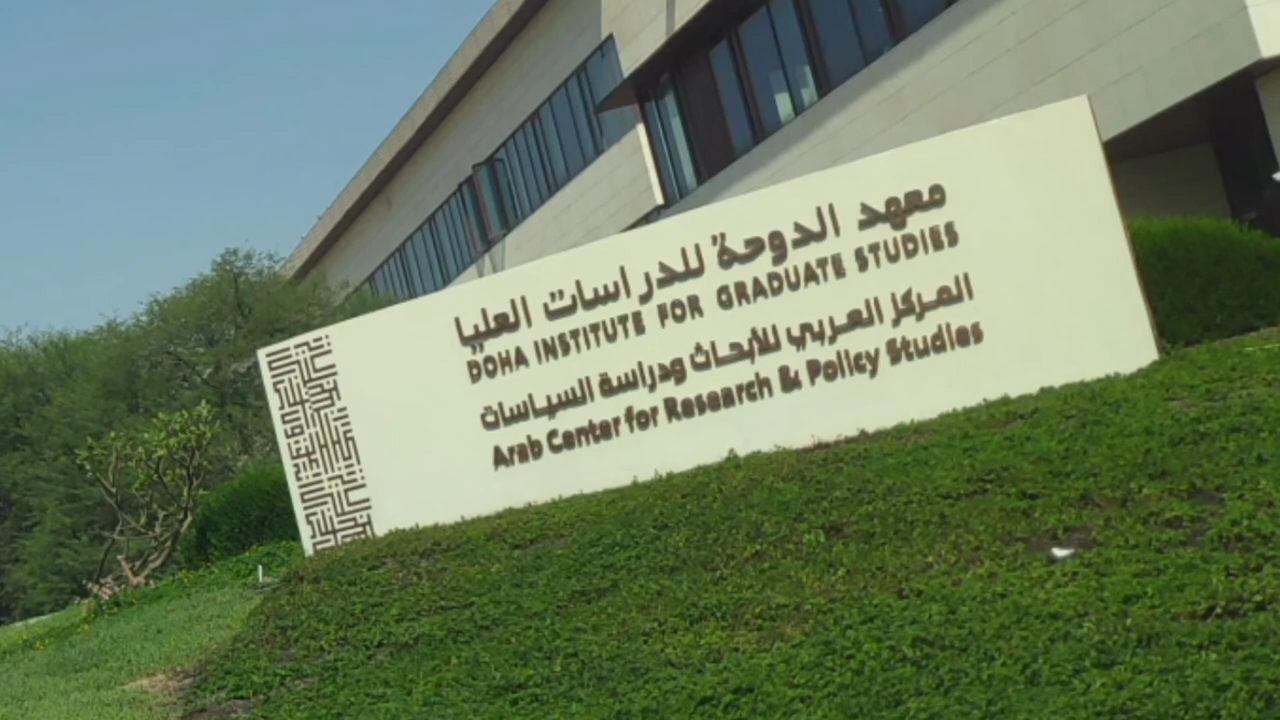 معهد الدوحة للدراسات العليا
DOHA INSTITUTE FOR GRADUATE STUDIES
المركز العربي للأبحاث ودراسة السياسات
Arab Center for Research & Policy Studies